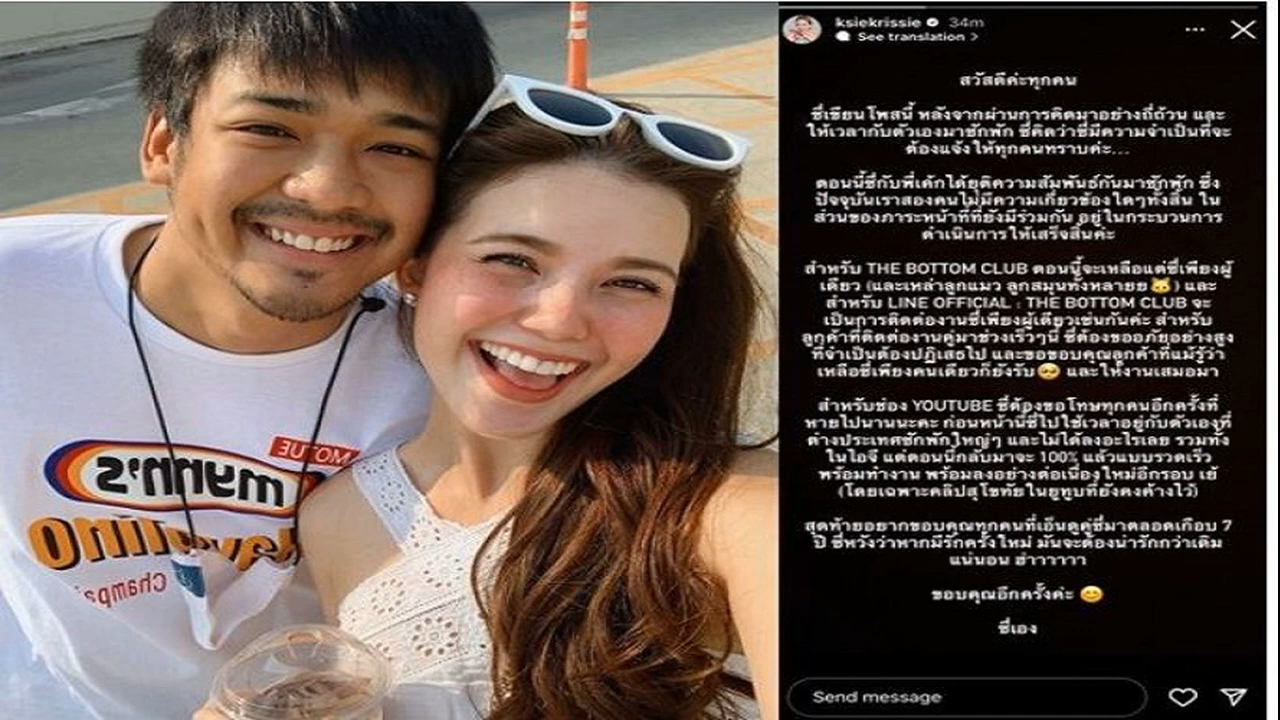 ksiekrissie 34m
See translation >
สวัสดีค่ะทุกคน
ซี่เขียนโพสนี้ หลังจากผ่านการคิดมาอย่างถี่ถ้วน และ
ให้เวลากับตัวเองมาซักพัก ซี่คิดว่าซี่มีความจำเป็นที่จะ
ต้องแจ้งให้ทุกคนทราบค่ะ...
ตอนนี้ซี่กับพี่เด้กได้ยุติความสัมพันธ์กันมาซักพัก ซึ่ง
ปัจจุบันเราสองคนไม่มีความเกี่ยวข้องใดๆทั้งสิ้น ใน
ส่วนของภาระหน้าที่ที่ยังมีร่วมกัน อยู่ในกระบวนการ
ดำเนินการให้เสร็จสิ้นค่ะ
สำหรับ THE BOTTOM CLUB ตอนนี้จะเหลือแต่ซี่เพียงผู้
เดียว (และเหล่าลูกแมว ลูกสมุนทั้งหลายย🐱) และ
สำหรับ LINE OFFICIAL : THE BOTTOM CLUB จะ
เป็นการติดต่องานซี่เพียงผู้เดียวเช่นกันค่ะ สำหรับ
ลูกค้าที่ติดต่องานคู่มาช่วงเร็วๆนี้ ซี่ต้องขออภัยอย่างสูง
ที่จำเป็นต้องปฏิเสธไป และขอขอบคุณลูกค้าที่แม้รู้ว่า
เหลือซี่เพียงคนเดียวก็ยังรับ🥺 และให้งานเสมอมา
สำหรับช่อง YOUTUBE ซี่ต้องขอโทษทุกคนอีกครั้งที่
หายไปนานนะคะ ก่อนหน้านี้ซี่ไปใช้เวลาอยู่กับตัวเองที่
ต่างประเทศซักพักใหญ่ๆ และไม่ได้ลงอะไรเลย รวมทั้ง
ในไอจี แต่ตอนนี้กลับมาจะ 100% แล้วแบบรวดเร็ว
พร้อมทำงาน พร้อมลงอย่างต่อเนื่องใหม่อีกรอบ เย้
(โดยเฉพาะคลิปสุโขทัยในยูทูบที่ยังคงค้างไว้)
สุดท้ายอยากขอบคุณทุกคนที่เอ็นดูคู่ซี่มาตลอดเกือบ 7
ปี ซี่หวังว่าหากมีรักครั้งใหม่ มันจะต้องน่ารักกว่าเดิม
แน่นอน ฮ่าาาาาา
ขอบคุณอีกครั้งค่ะ 😊
ซี่เอง
Send message